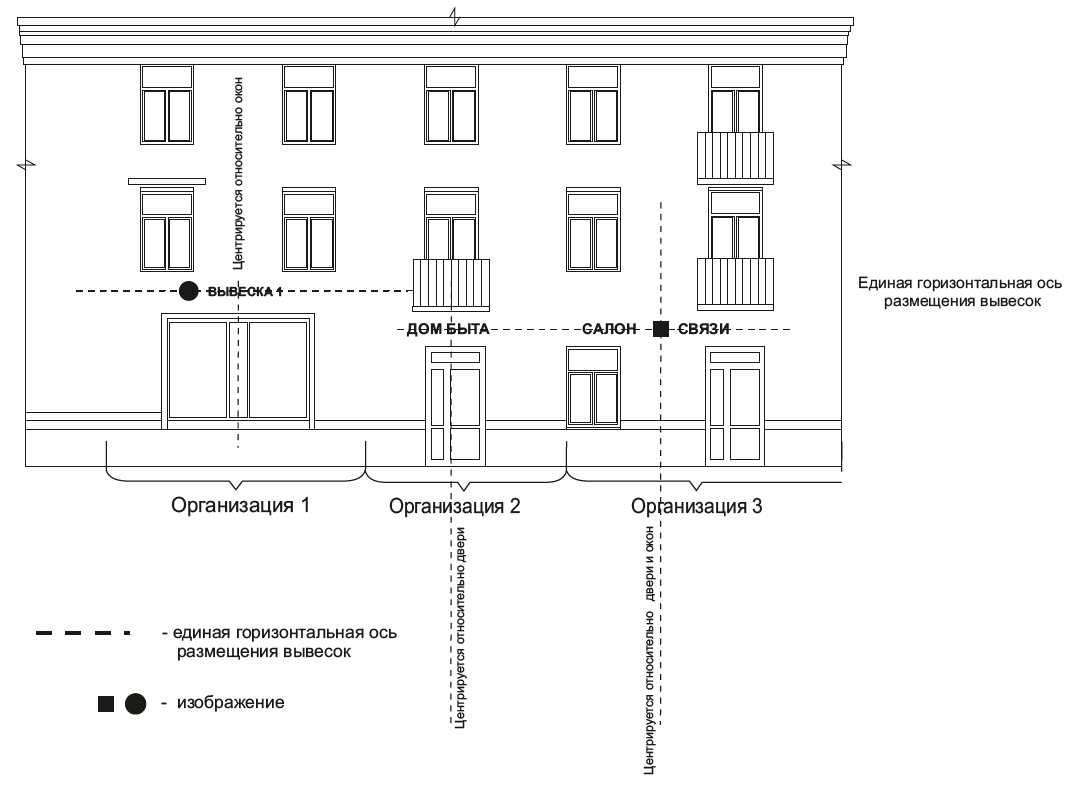 Центрируется относительно окон
ВЫВЕСКА 1
Единая горизонтальная ось
размещения вывесок
ДОМ БЫТА
САЛОН СВЯЗИ
Организация 1
Организация 2
Организация 3
Центрируется относительно двери
Центрируется относительно двери и окон
- единая горизонтальная ось
размещения вывесок
- изображение